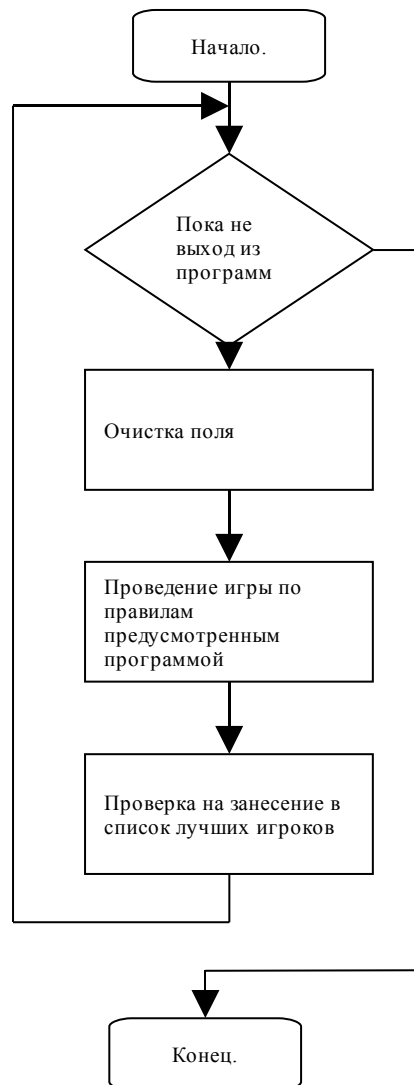 Начало.
Пока не
выход из
программ
Очистка поля
Проведение игры по
правилам
предусмотренным
программой
Проверка на занесение в
список лучших игроков
Конец.